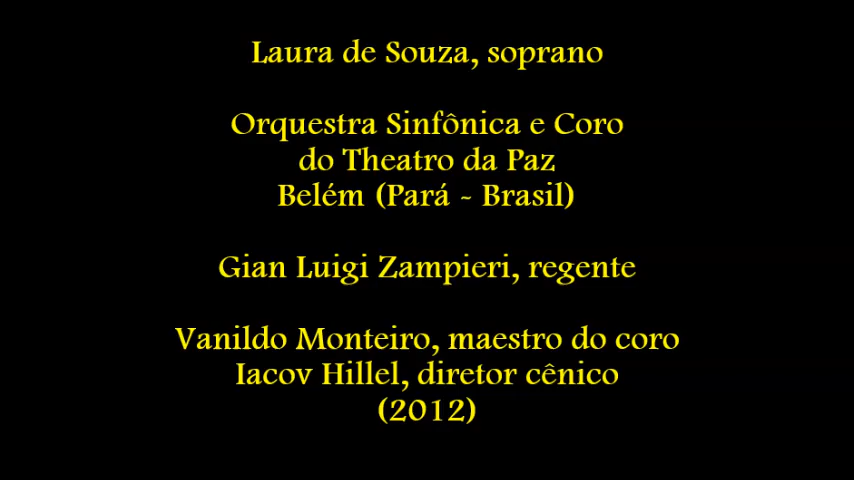 Laura de Souza, soprano
Orquestra Sinfônica e Coro
do Theatro da Paz
Belém (Pará - Brasil)
Gian Luigi Zampieri, regente
Vanildo Monteiro, maestro do coro
Iacov Hillel, diretor cênico
(2012)